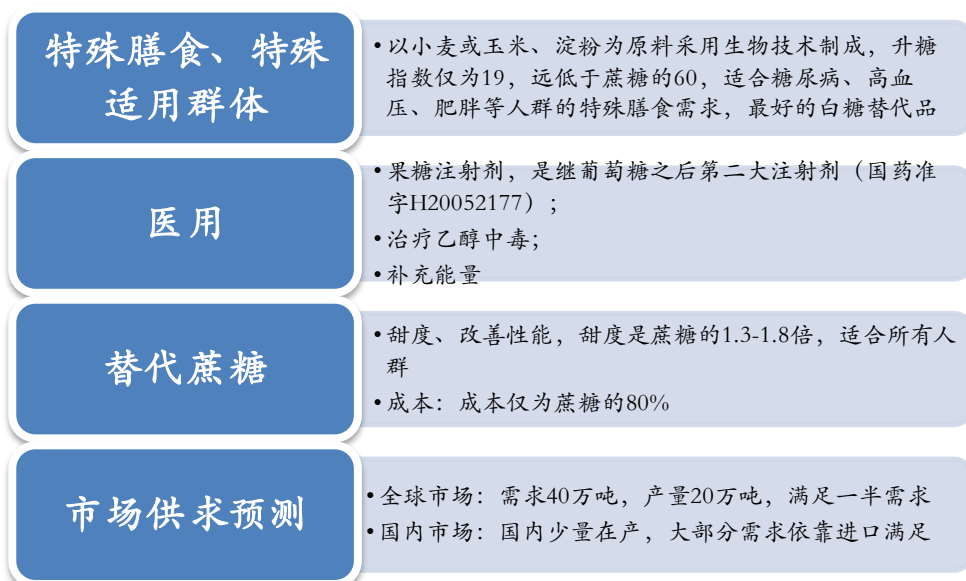 特殊膳食、特殊
适用群体
•以小麦或玉米、淀粉为原料采用生物技术制成，升糖
指数仅为19，远低于蔗糖的60，适合糖尿病、高血
压、肥胖等人群的特殊膳食需求，最好的白糖替代品
医用
•果糖注射剂，是继葡萄糖之后第二大注射剂（国药准
字H20052177）；
•治疗乙醇中毒；
•补充能量
替代蔗糖
•甜度、改善性能，甜度是蔗糖的1.3-1.8倍，适合所有人
群
•成本：成本仅为蔗糖的80%
市场供求预测
•全球市场：需求40万吨，产量20万吨，满足一半需求
•国内市场：国内少量在产，大部分需求依靠进口满足